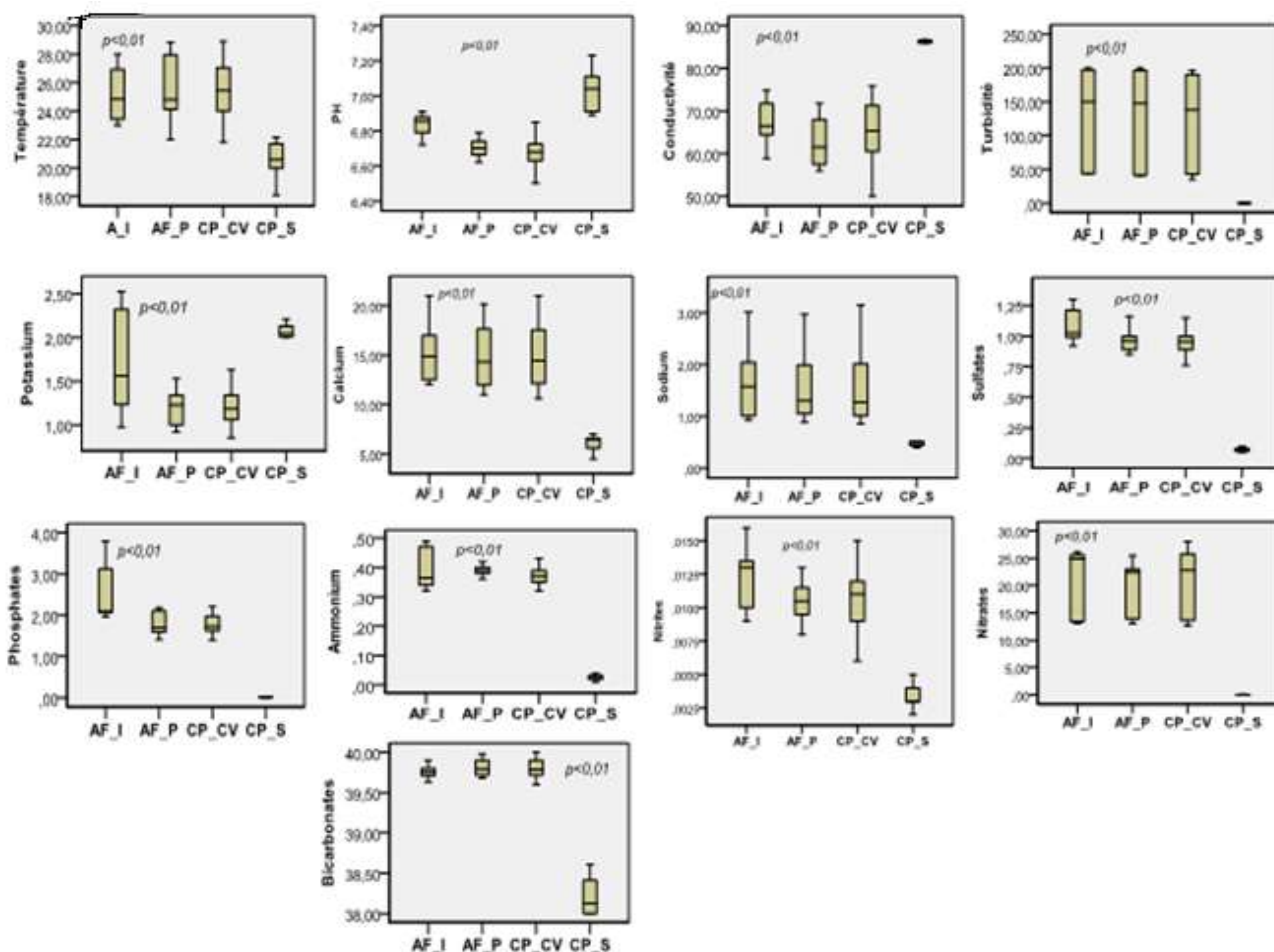 Température
30.00
28.00
26.00
24.00
22.00
20.00
18.00
p<0,01
A_I AF_P CP_CV CP_S
PH
7,40
7,20
7,00
6,80
6,60
6,40
p<0,01
AF_I AF_P CP_CV CP_S
Conductivité
90,00
80,00
70,00
60,00
50,00
p<0,01
AF_I AF_P CP_CV CP_S
Turbidité
250,00
200,00
150,00
100,00
50,00
,00
p<0,01
AF_I AF_P CP_CV CP_S
Potassium
2,50
2,00
1,50
1,00
p<0,01
AF_I AF_P CP_CV CP_S
Calcium
20,00
15,00
10,00
5,00
p<0,01
AF_I AF_P CP_CV CP_S
Sodium
3,00
2,00
1,00
,00
p<0,01
AF_I AF_P CP_CV CP_S
Sulfates
1,25
1,00
,50
,25
,00
p<0,01
AF_I AF_P CP_CV CP_S
Phosphates
4,00
3,00
2,00
1,00
,00
p<0,01
AF_I AF_P CP_CV CP_S
Ammonium
,50
,40
,30
,20
,10
,00
p<0,01
AF_I AF_P CP_CV CP_S
Nitrites
,0150
,0125
,0100
,0075
,0050
,0025
p<0,01
AF_I AF_P CP_CV CP_S
Nitrates
30,00
25,00
20,00
15,00
10,00
5,00
,00
p<0,01
AF_I AF_P CP_CV CP_S
Bicarbonates
40,00
39,50
39,00
38,50
38,00
p<0,01
AF_I AF_P CP_CV CP_S